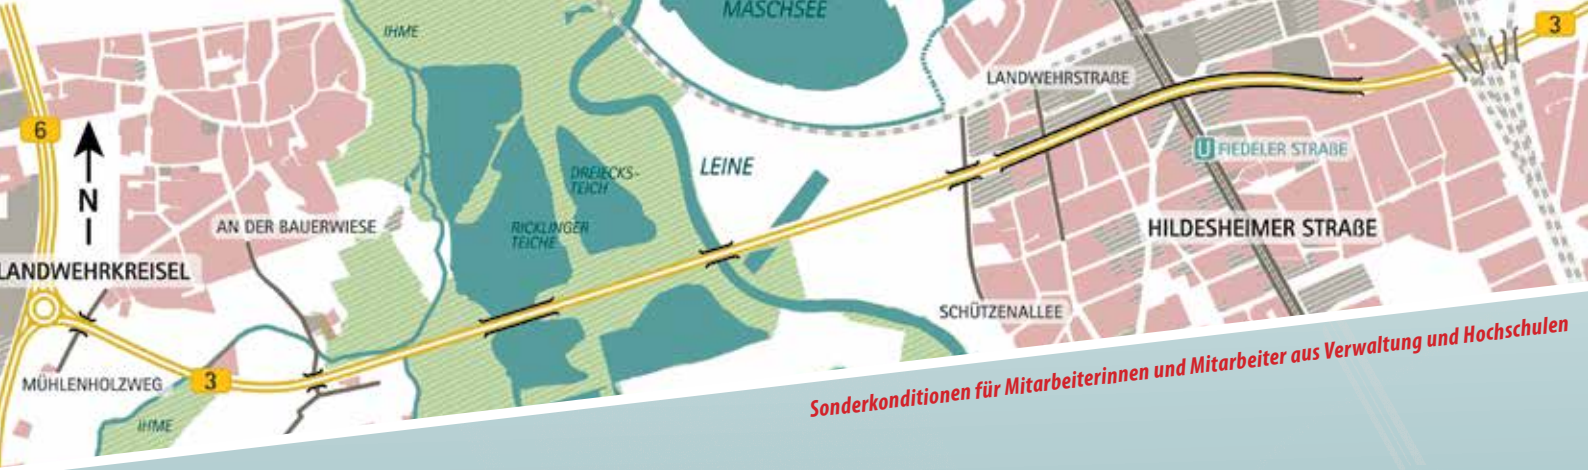 MASCHSEE
3
IHME
LANDWEHRSTRAßE
6
N
U FIEDELER STRAßE
LEINE
DREIECKS-
TEICH
AN DER BAUERWIESE
RICKLINGER
TEICHE
HILDESHEIMER STRAßE
LANDWEHRKREISEL
SCHÜTZENALLEE
MÜHLENHOLZWEG
3
IHME
Sonderkonditionen für Mitarbeiterinnen und Mitarbeiter aus Verwaltung und Hochschulen